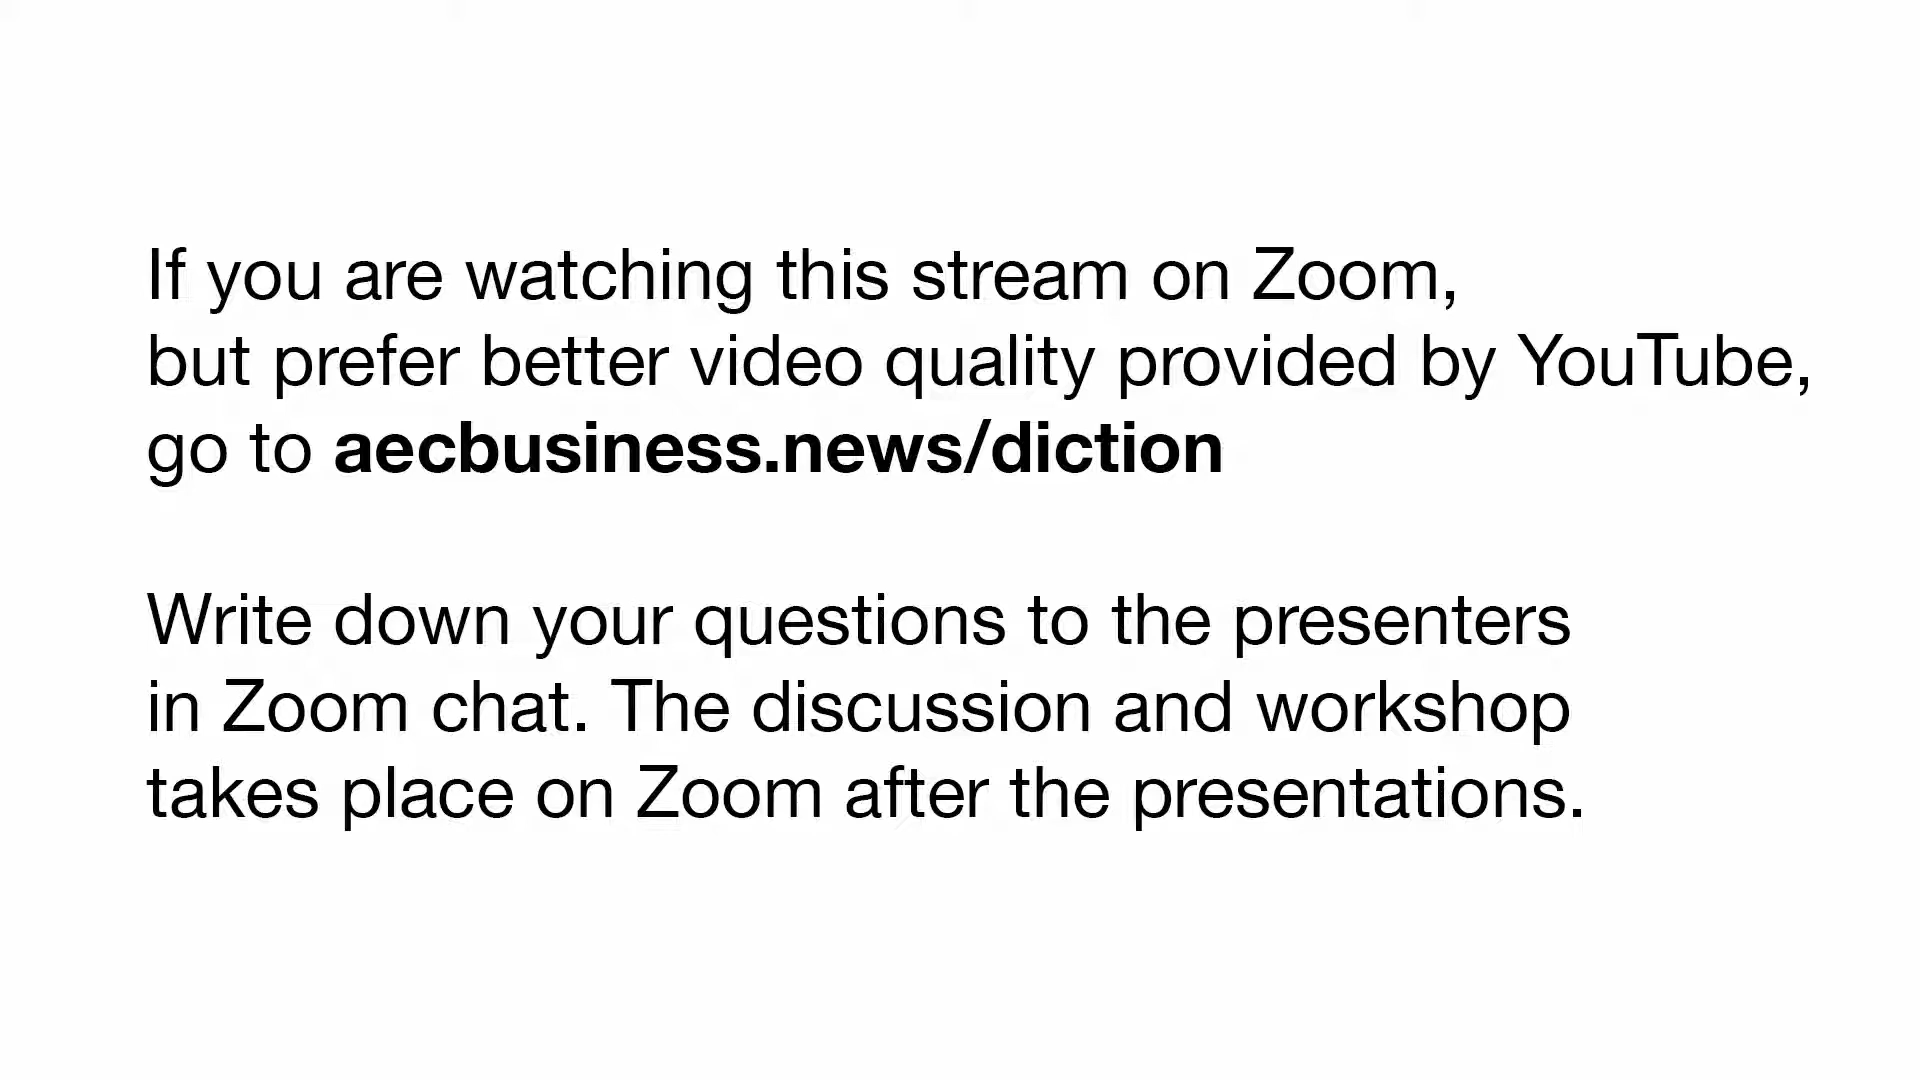 If you are watching this stream on Zoom,
but prefer better video quality provided by YouTube,
go to aecbusiness.news/diction
Write down your questions to the presenters
in Zoom chat. The discussion and workshop
takes place on Zoom after the presentations.